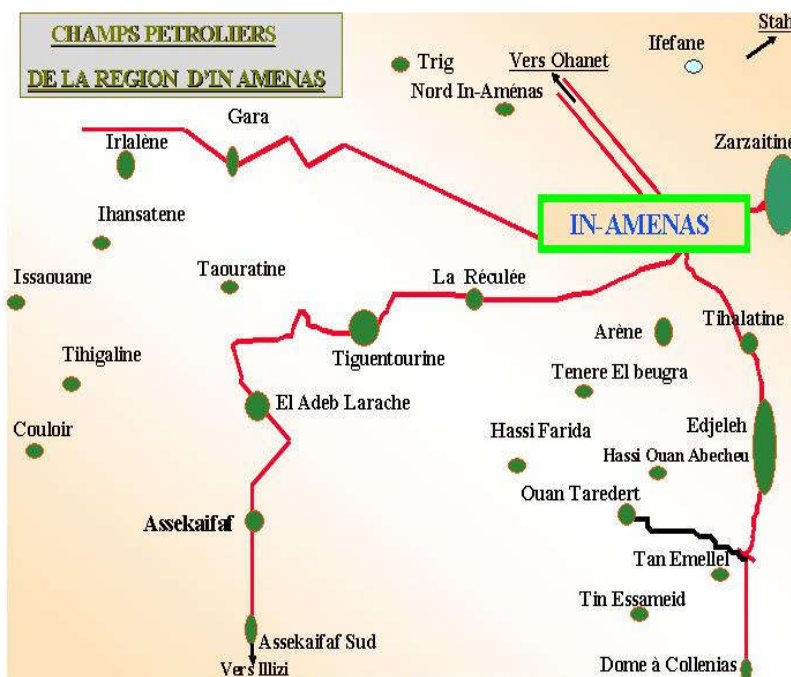 CHAMPS PETROLIERS
DE LA REGION D'IN AMENAS
Stah
Ifefane
Trig
Vers Ohanet
Nord In-Aménas
Gara
Irlalène
Zarzaitine
IN-AMENAS
Ihansatene
Issaouane
Taouratine
La Réculée
Arène
Tihalatine
Tiguentourine
Tihigaline
Tenere El beugra
El Adeb Larache
Couloir
Hassi Farida
Edjeleh
Hassi Ouan Abecheu
Ouan Taredert
Assekaifaf
Tan Emellel
Tin Essameid
Assekaifaf Sud
Vers Illizi
Dome à Collenias